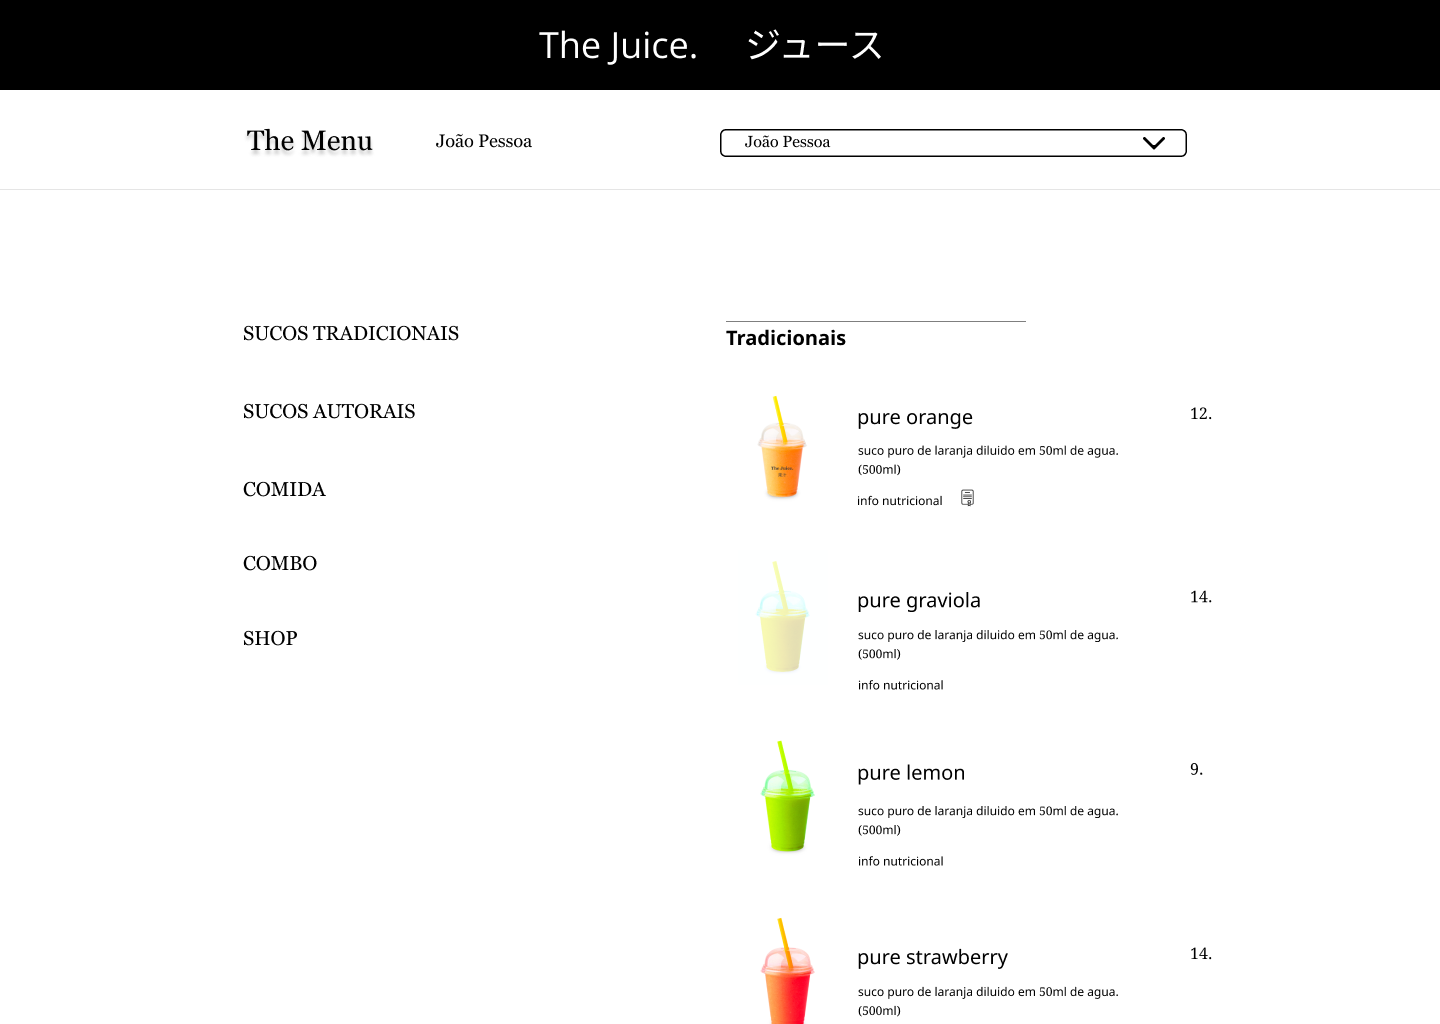 The Juice. ジュース
The Menu
João Pessoa
João Pessoa
SUCOS TRADICIONAIS
SUCOS AUTORAIS
COMIDA
COMBO
SHOP
Tradicionais
pure orange
12.
suco puro de laranja diluido em 50ml de agua.
(500ml)
info nutricional
The Juice.
pure graviola
14.
suco puro de laranja diluido em 50ml de agua.
(500ml)
info nutricional
pure lemon
9.
suco puro de laranja diluido em 50ml de agua.
(500ml)
info nutricional
pure strawberry
14.
suco puro de laranja diluido em 50ml de agua.
(500ml)